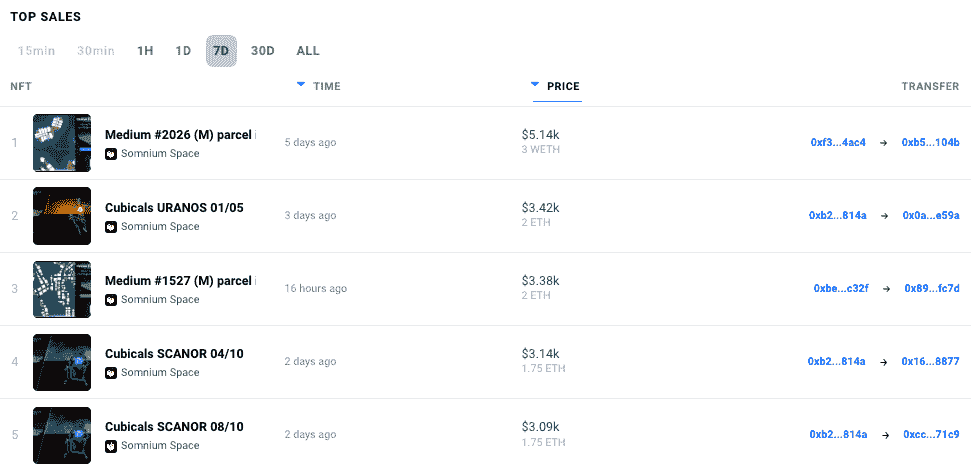 TOP SALES
15min 30min 1H 1D 7D 30D ALL
NFT TIME PRICE TRANSFER
1 Medium #2026 (M) parcel 5 days ago $5.14k 0xf3...4ac4 → 0xb5...104b
Somnium Space 3 WETH
2 Cubicals URANOS 01/05 3 days ago $3.42k 0xb2...814a → 0x0a...e59a
Somnium Space 2 ETH
3 Medium #1527 (M) parcel 16 hours ago $3.38k 0xbe...c32f → 0x89...fc7d
Somnium Space 2 ETH
4 Cubicals SCANOR 04/10 2 days ago $3.14k 0xb2...814a → 0x16...8877
Somnium Space 1.75 ETH
5 Cubicals SCANOR 08/10 2 days ago $3.09k 0xb2...814a → 0xcc...71c9
Somnium Space 1.75 ETH